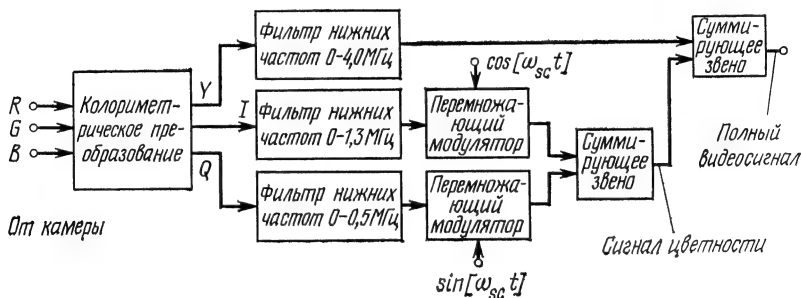 Фильтр нижних
частот 0-4,0МГц
Сумми-
рующее
звено
cos[ωsc t]
R
G
B
Колоримет-
рическое пре-
образование
Y
I
Q
Фильтр нижних
частот 0-1,3МГц
Перемножа-
ющий
модулятор
Сумми-
рующее
звено
Полный
видеосигнал
Фильтр нижних
частот 0-0,5МГц
Перемножа-
ющий
модулятор
От камеры
Сигнал цветности
sin[ωsc t]